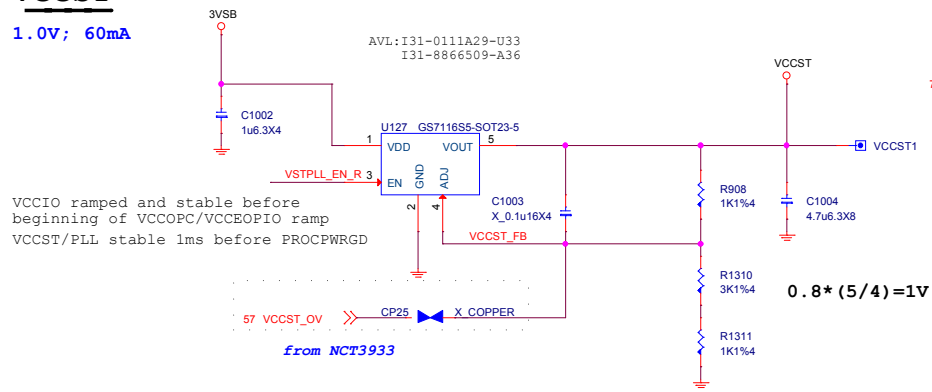 1.0V; 60mA
3VSB
AVL:I31-0111A29-U33
I31-8866509-A36
VCCST
C1002
1u6.3X4
U127 GS7116S5-SOT23-5
1
VDD
VOUT
5
VCCST1
VSTPLL_EN_R
3
EN
GND
ADJ
2
4
C1003
X_0.1u16X4
R908
1K1%4
C1004
4.7u6.3X8
VCCIO ramped and stable before
beginning of VCCOPC/VCCEOPIO ramp
VCCST/PLL stable 1ms before PROCPWRGD
VCCST_FB
R1310
3K1%4
0.8*(5/4)=1V
57 VCCST_OV
CP25
X_COPPER
R1311
1K1%4
from NCT3933